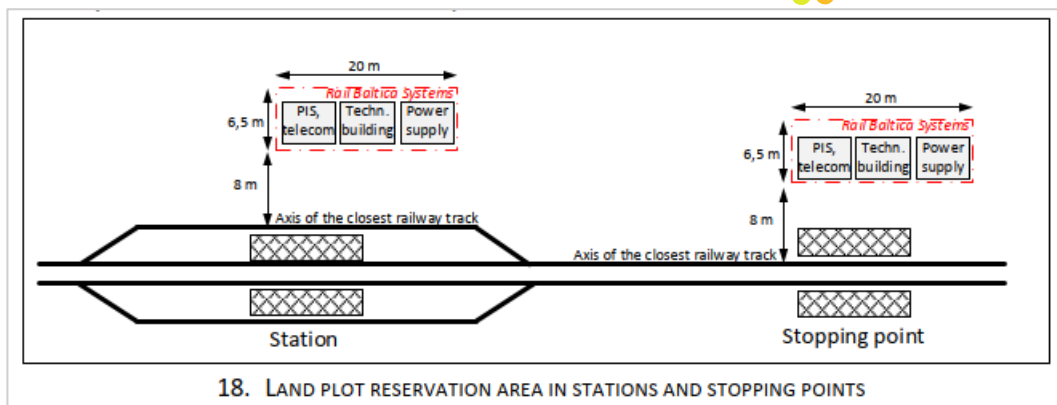 20 m
Rail Baltica Systems
6,5 m
PIS,
telecom
Techn.
building
Power
supply
8 m
Axis of the closest railway track
Station
20 m
Rail Baltica Systems
6,5 m
PIS,
telecom
Techn.
building
Power
supply
8 m
Axis of the closest railway track
Stopping point
18. LAND PLOT RESERVATION AREA IN STATIONS AND STOPPING POINTS